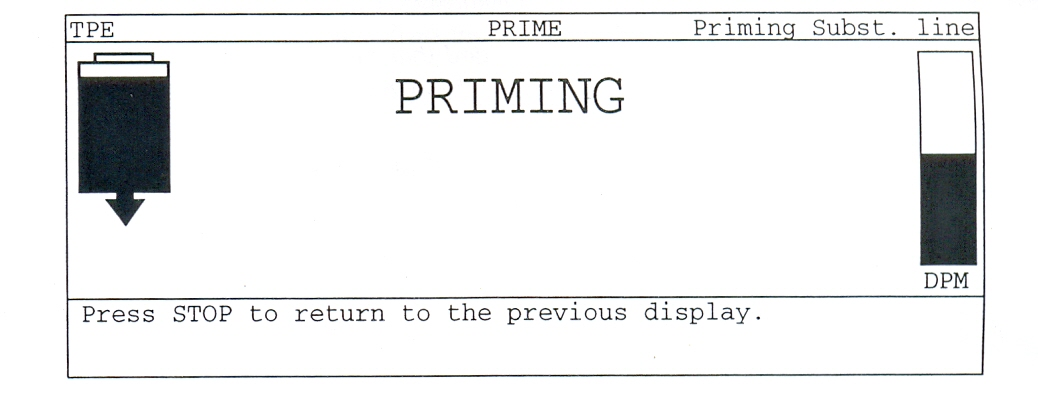 TPE PRIME Priming Subst. line
PRIMING
DPM
Press STOP to return to the previous display.